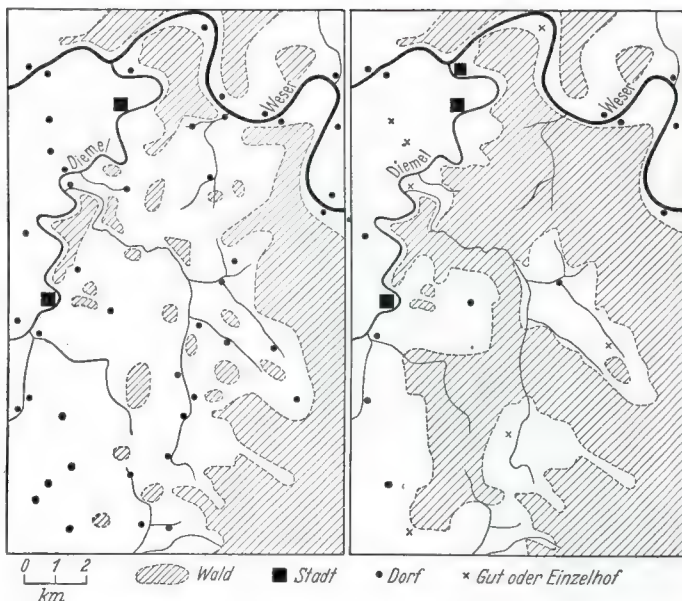 Weser
Diemel
Weser
Diemel
0 1 2
km
Wald
Stadt
Dorf
Gut oder Einzelhof